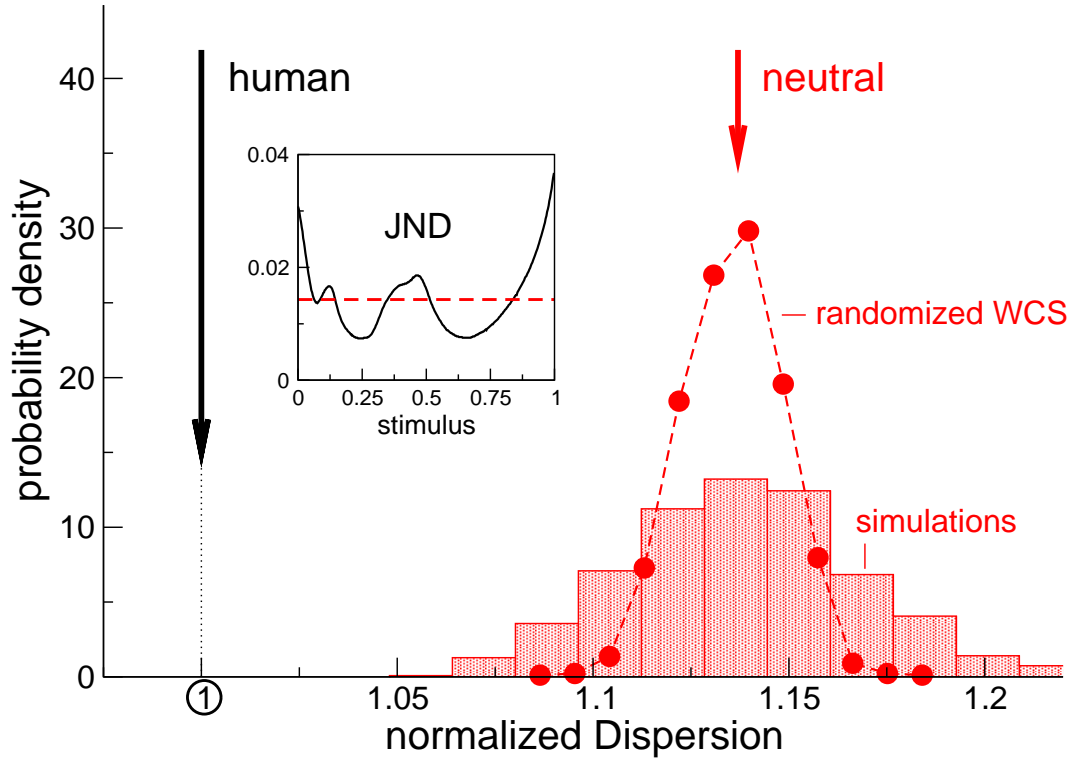 human
neutral
40
30
20
10
0
probability density
0.04
0.02
0
JND
0
0.25
0.5
0.75
1
stimulus
randomized WCS
simulations
1
1.05
1.1
1.15
1.2
normalized Dispersion